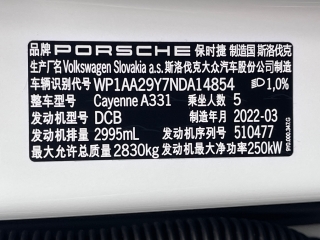 品牌 PORSCHE 保时捷 制造国 斯洛伐克
生产厂名 Volkswagen Slovakia a.s. 斯洛伐克大众汽车股份有限公司
车辆识别代号 WP1AA29Y7NDA14854 1,0%
整车型号 Cayenne A331 乘坐人数 5
发动机型号 DCB 制造年月 2022-03
发动机排量 2995mL 发动机号 510477
最大允许总质量 2830kg 发动机最大净功率 250kW